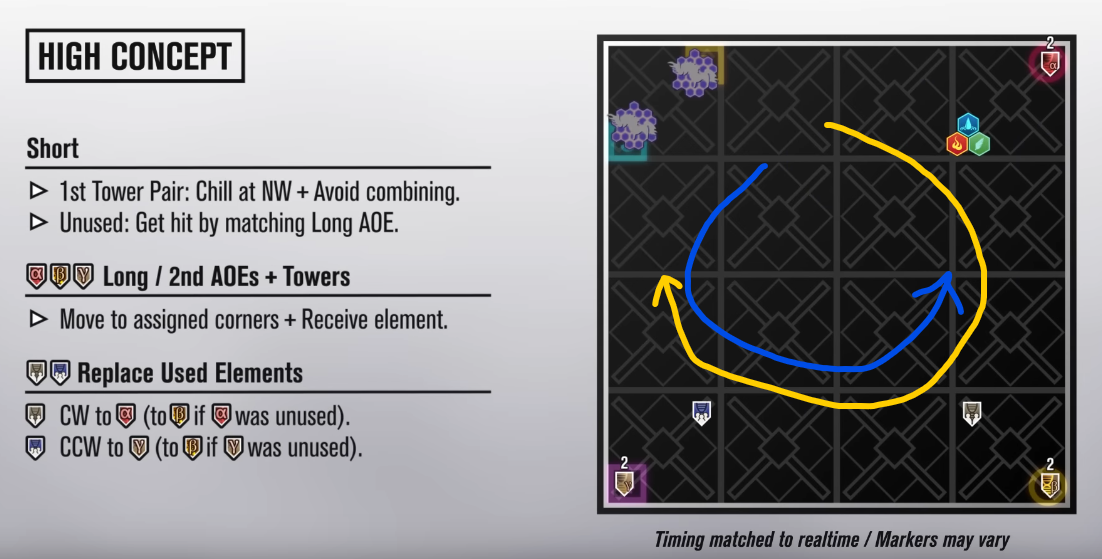 HIGH CONCEPT
Short
1st Tower Pair: Chill at NW + Avoid combining.
Unused: Get hit by matching Long AOE.
α β γ Long / 2nd AOEs + Towers
Move to assigned corners + Receive element.
Replace Used Elements
CW to α (to β if α was unused).
CCW to γ (to β if γ was unused).
2
α
2
γ
2
β
Timing matched to realtime / Markers may vary